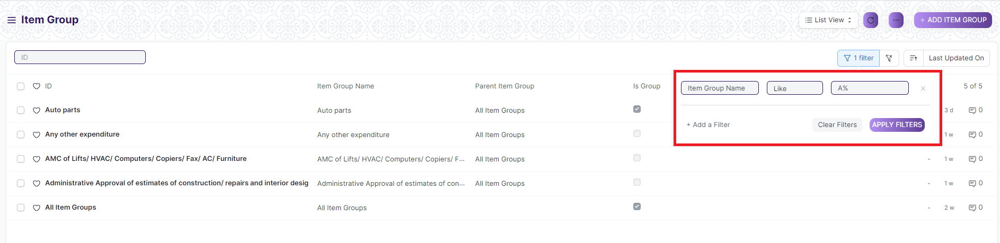 Item Group
List View
+ ADD ITEM GROUP
ID
1 filter
Last Updated On
ID Item Group Name Parent Item Group Is Group 5 of 5
Item Group Name Like A%
+ Add a Filter Clear Filters APPLY FILTERS
Auto parts Auto parts All Item Groups 3 d 0
Any other expenditure Any other expenditure All Item Groups 1 w 0
AMC of Lifts/ HVAC/ Computers/ Copiers/ Fax/ AC/ Furniture AMC of Lifts/ HVAC/ Computers/ Copiers/ F... All Item Groups - 1 w 0
Administrative Approval of estimates of construction/ repairs and interior desig Administrative Approval of estimates of con... All Item Groups - 1 w 0
All Item Groups All Item Groups - 2 w 0